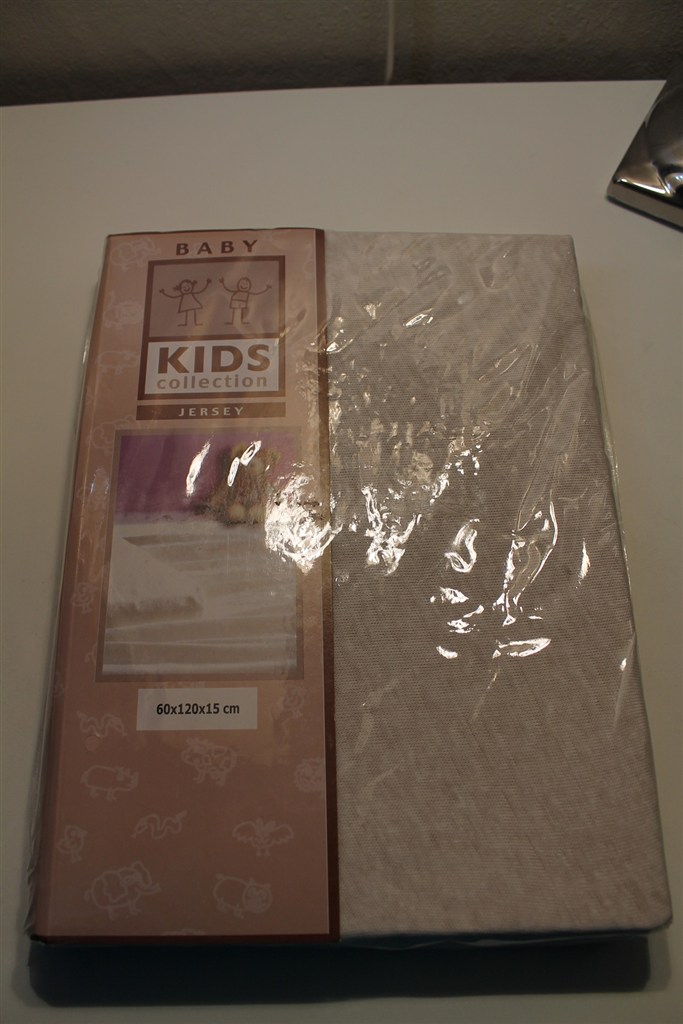 BABY
KIDS
collection
JERSEY
60x120x15 cm